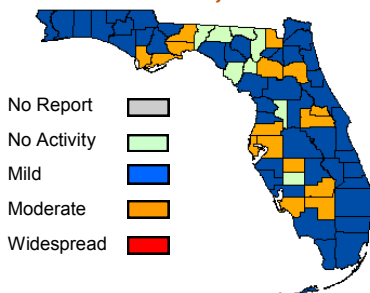 No Report
No Activity
Mild
Moderate
Widespread